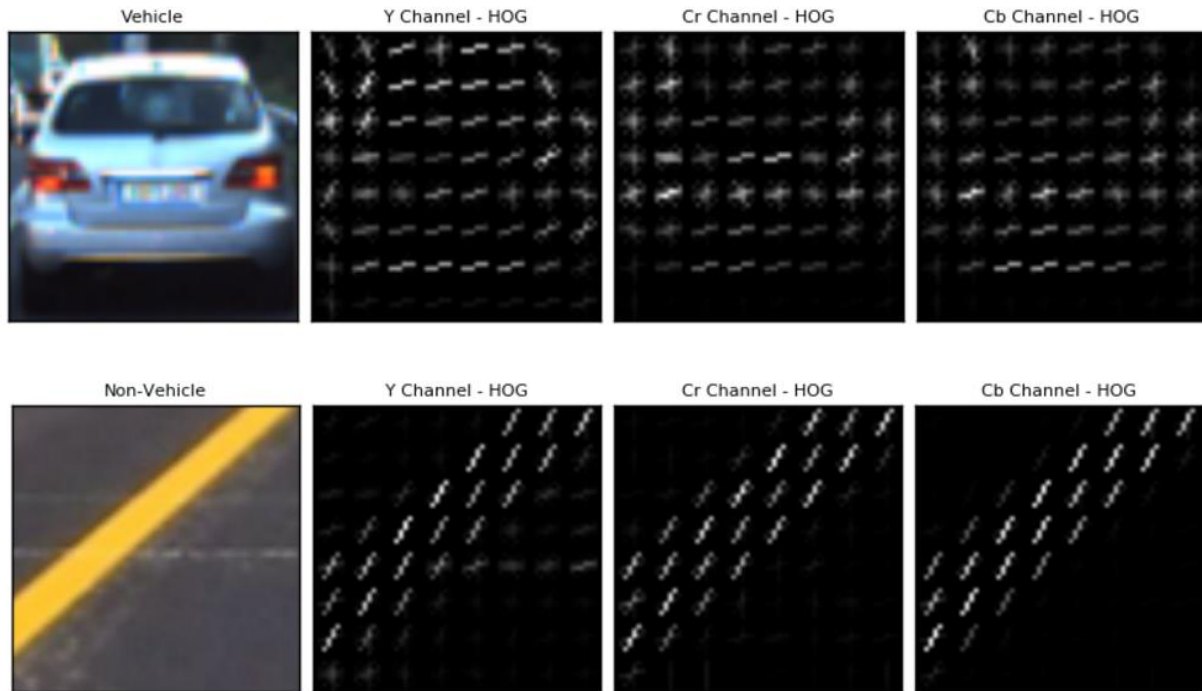 Vehicle
Y Channel - HOG
Cr Channel - HOG
Cb Channel - HOG
Non-Vehicle
Y Channel - HOG
Cr Channel - HOG
Cb Channel - HOG